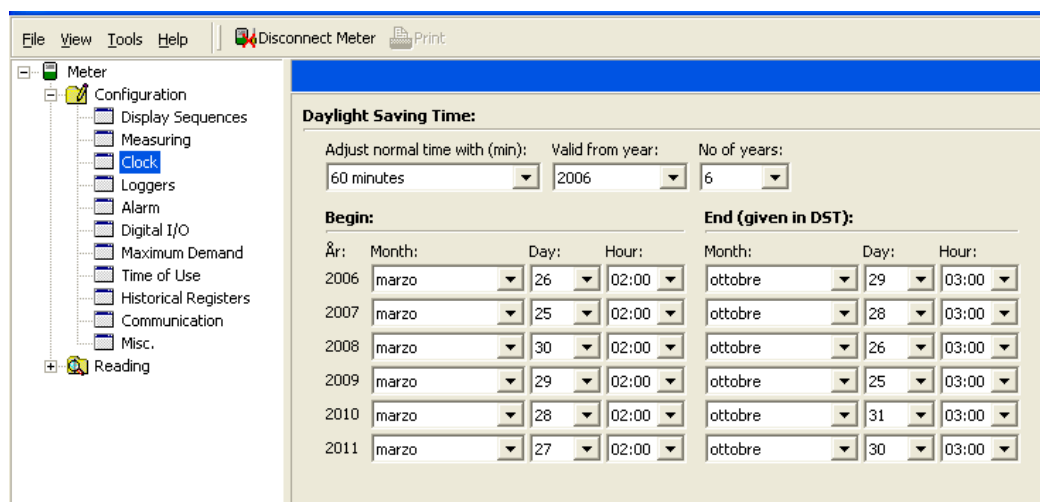 File View Tools Help Disconnect Meter Print
Meter
Configuration
Display Sequences
Measuring
Clock
Loggers
Alarm
Digital I/O
Maximum Demand
Time of Use
Historical Registers
Communication
Misc.
Reading
Daylight Saving Time:
Adjust normal time with (min): Valid from year: No of years:
60 minutes 2006 6
Begin: End (given in DST):
År: Month: Day: Hour: Month: Day: Hour:
2006 marzo 26 02:00 ottobre 29 03:00
2007 marzo 25 02:00 ottobre 28 03:00
2008 marzo 30 02:00 ottobre 26 03:00
2009 marzo 29 02:00 ottobre 25 03:00
2010 marzo 28 02:00 ottobre 31 03:00
2011 marzo 27 02:00 ottobre 30 03:00